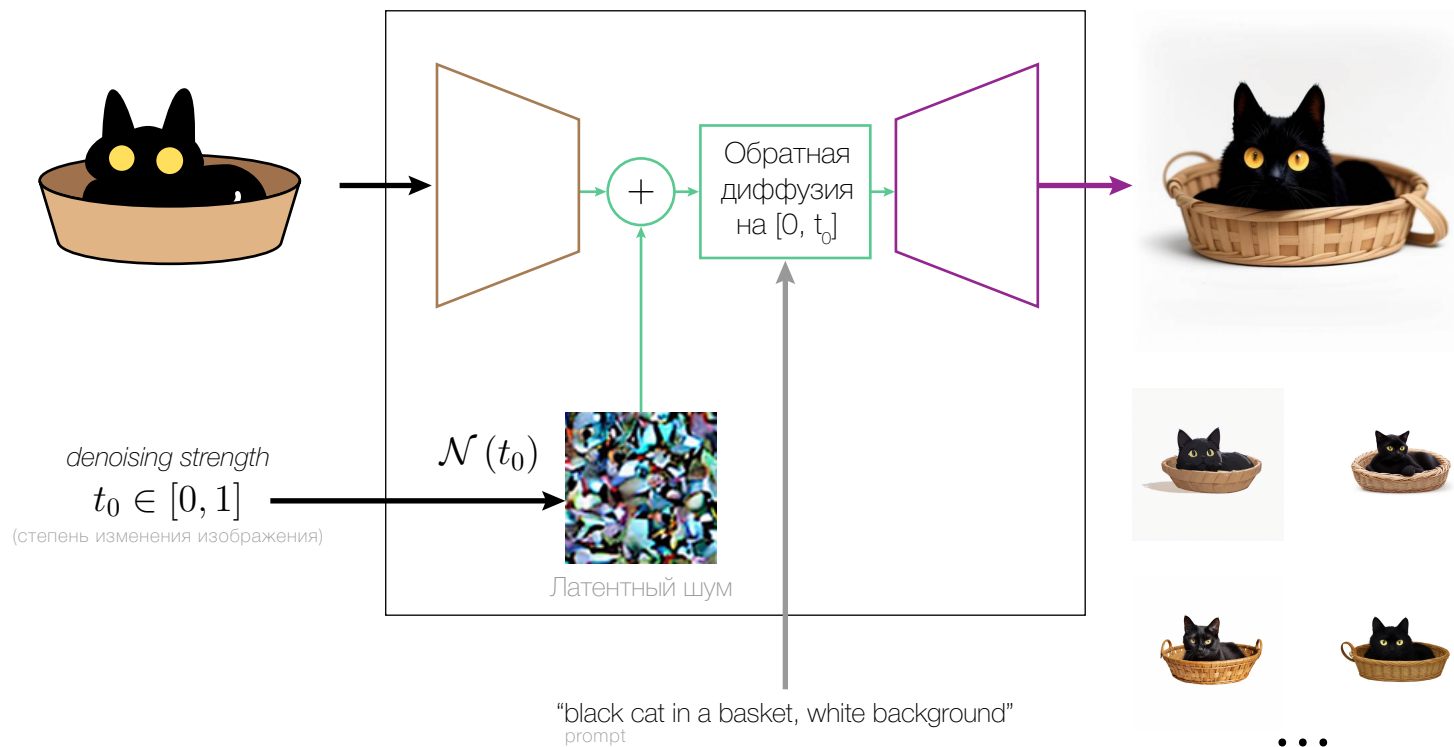 Обратная
диффузия
на [0, t₀]
+
denoising strength
t₀ ∈ [0, 1]
(степень изменения изображения)
𝒩 (t₀)
Латентный шум
“black cat in a basket, white background”
prompt
...